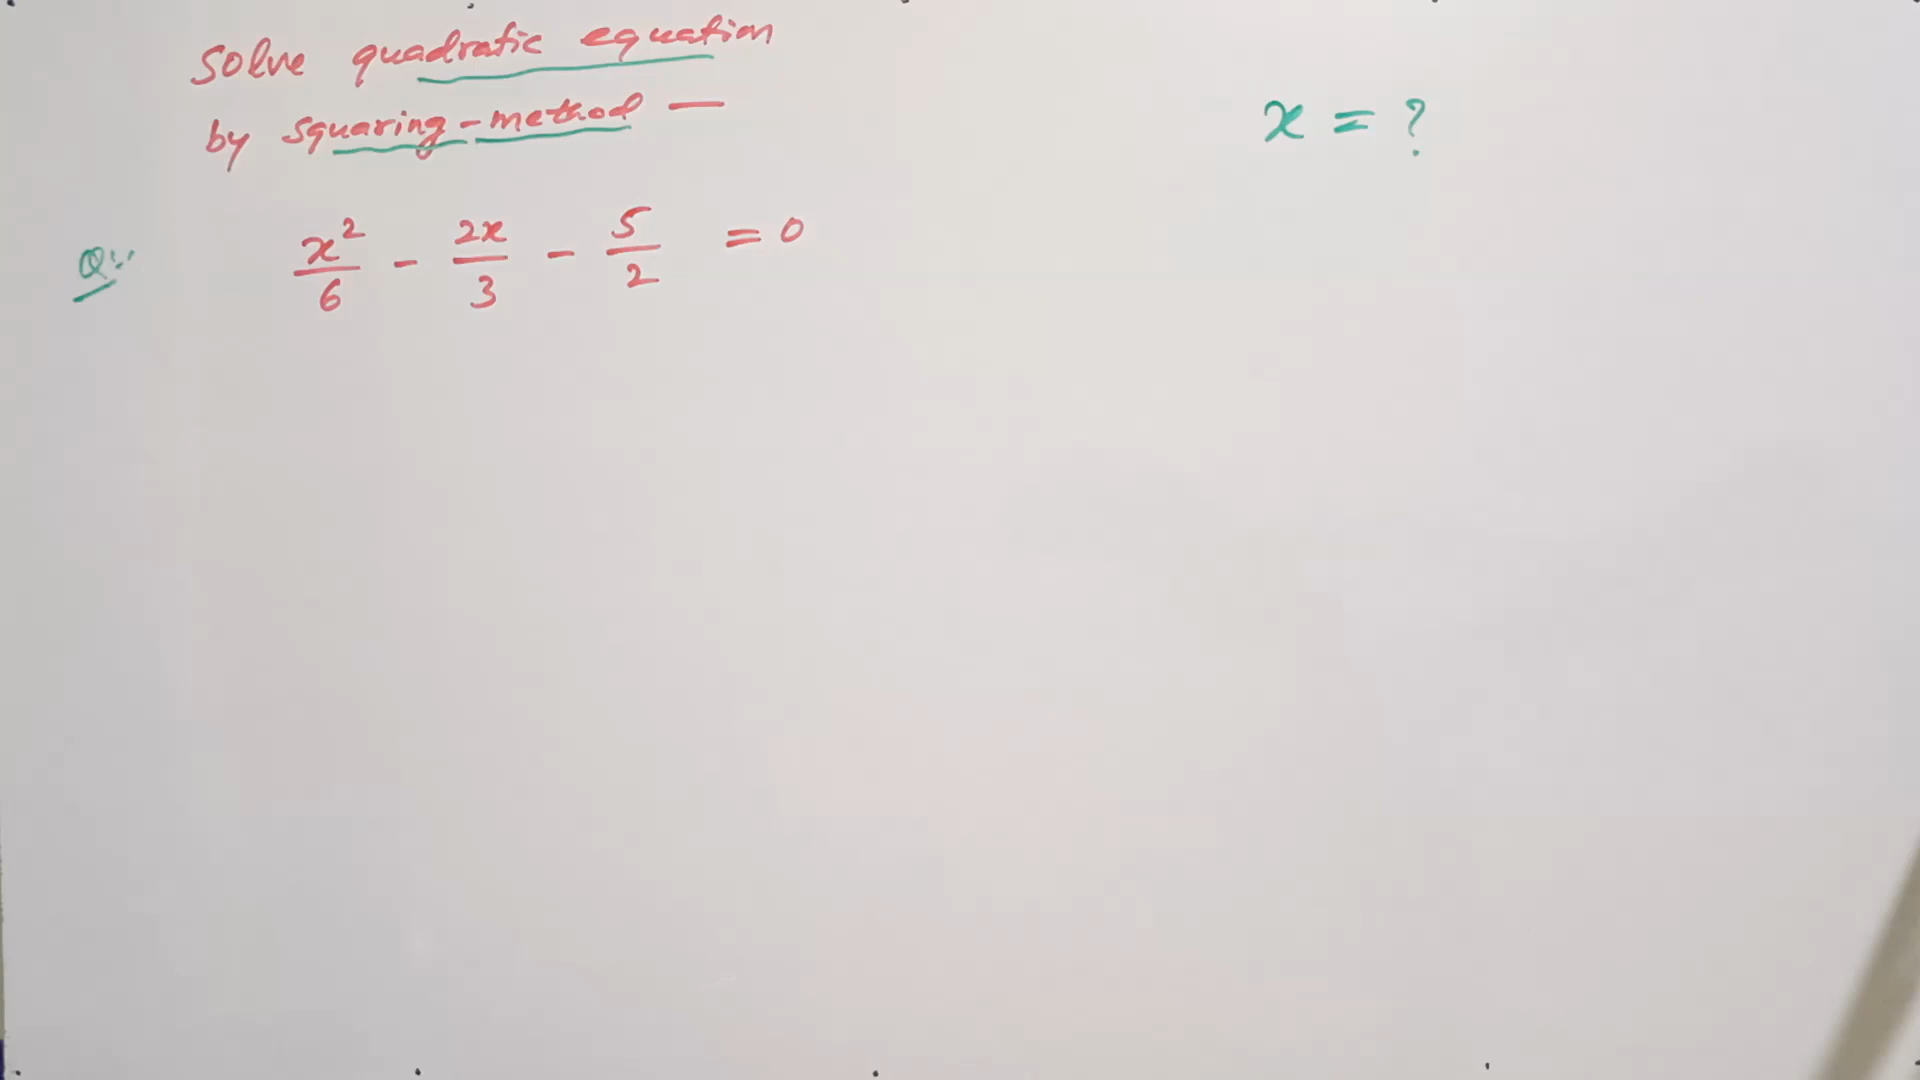 Solve quadratic equation
by squaring-method —
x = ?
Q:- x²/6 - 2x/3 - 5/2 = 0